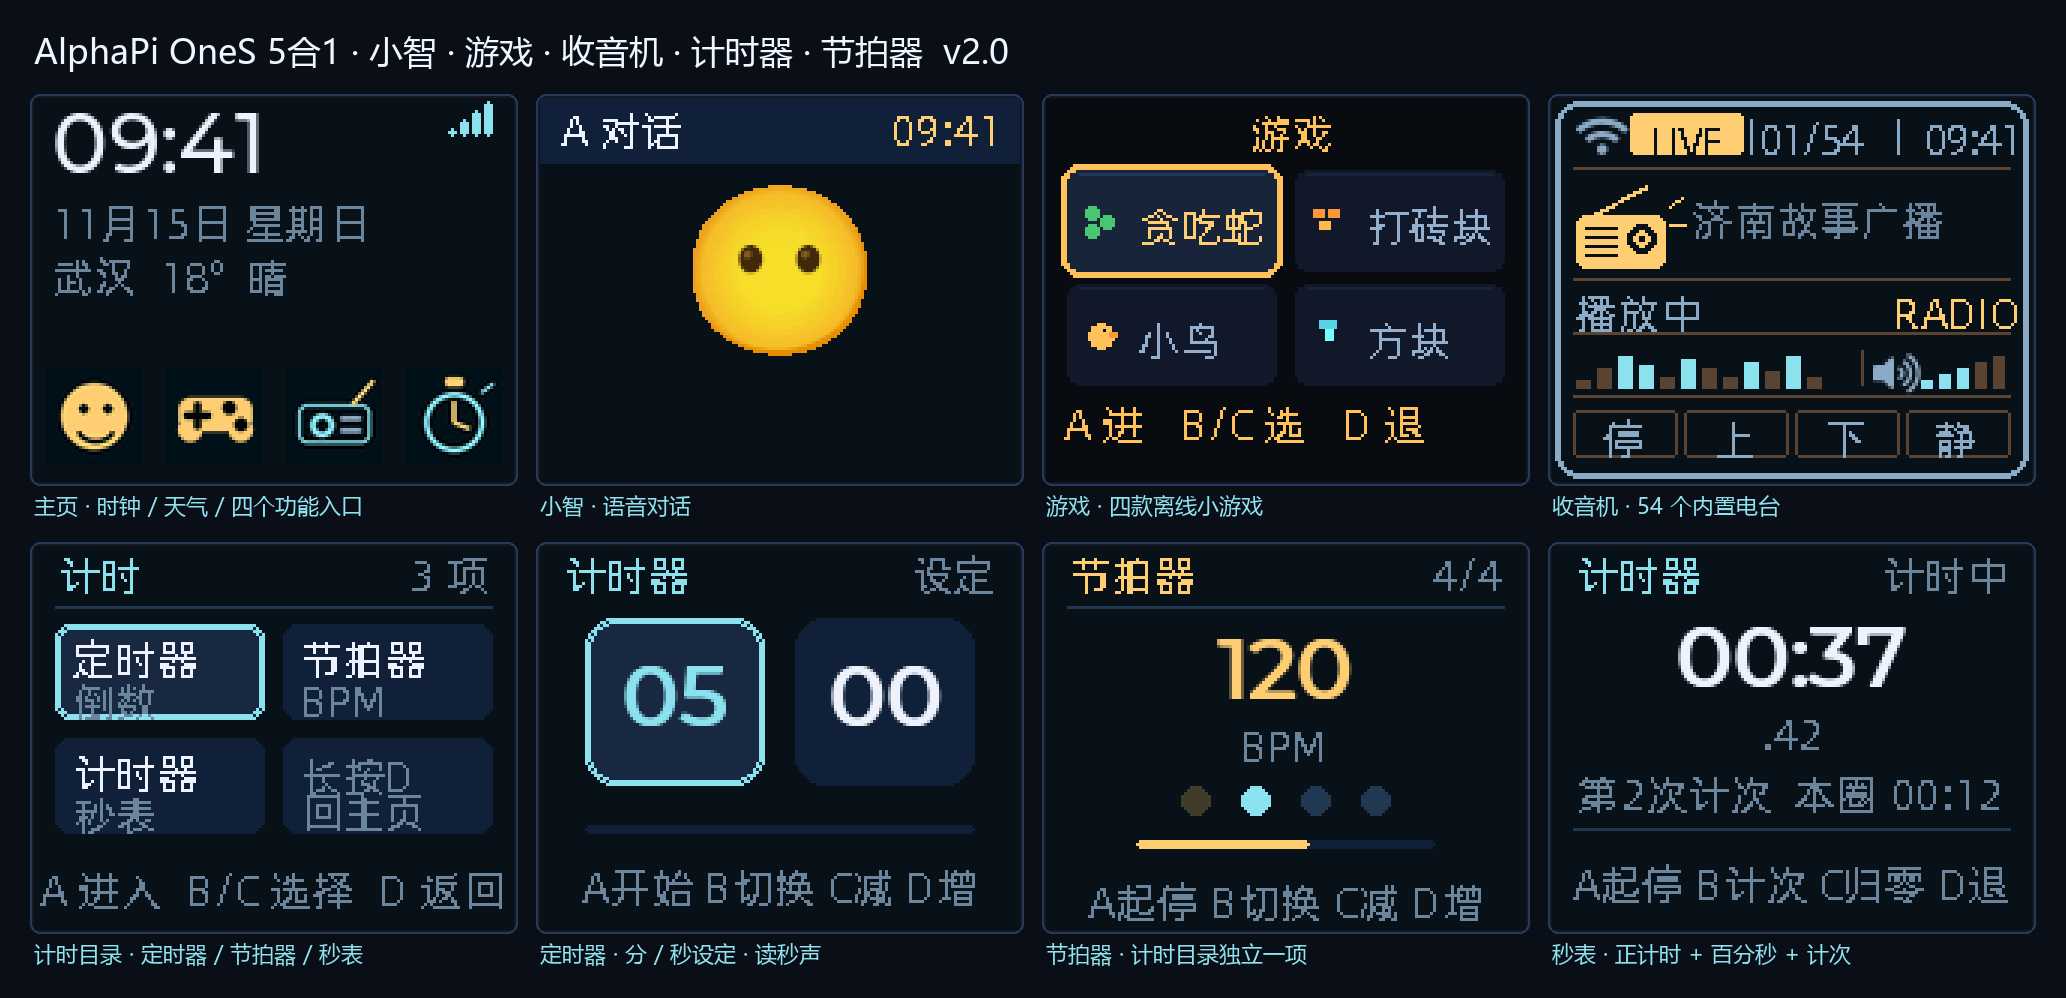 AlphaPi OneS 5合1 · 小智 · 游戏 · 收音机 · 计时器 · 节拍器 v2.0
09:41
11月15日 星期日
武汉 18° 晴
主页 · 时钟 / 天气 / 四个功能入口
A 对话 09:41
小智 · 语音对话
游戏
贪吃蛇 打砖块
小鸟 方块
A 进 B/C 选 D 退
游戏 · 四款离线小游戏
LIVE 01/54 | 09:41
济南故事广播
播放中 RADIO
停 上 下 静
收音机 · 54 个内置电台
计时 3 项
定时器 节拍器
倒数 BPM
计时器 长按D
秒表 回主页
A 进入 B/C 选择 D 返回
计时目录 · 定时器 / 节拍器 / 秒表
计时器 设定
05 00
A开始 B切换 C减 D增
定时器 · 分 / 秒设定 · 读秒声
节拍器 4/4
120
BPM
A起停 B切换 C减 D增
节拍器 · 计时目录独立一项
计时器 计时中
00:37
.42
第2次计次 本圈 00:12
A起停 B计次 C归零 D退
秒表 · 正计时 + 百分秒 + 计次